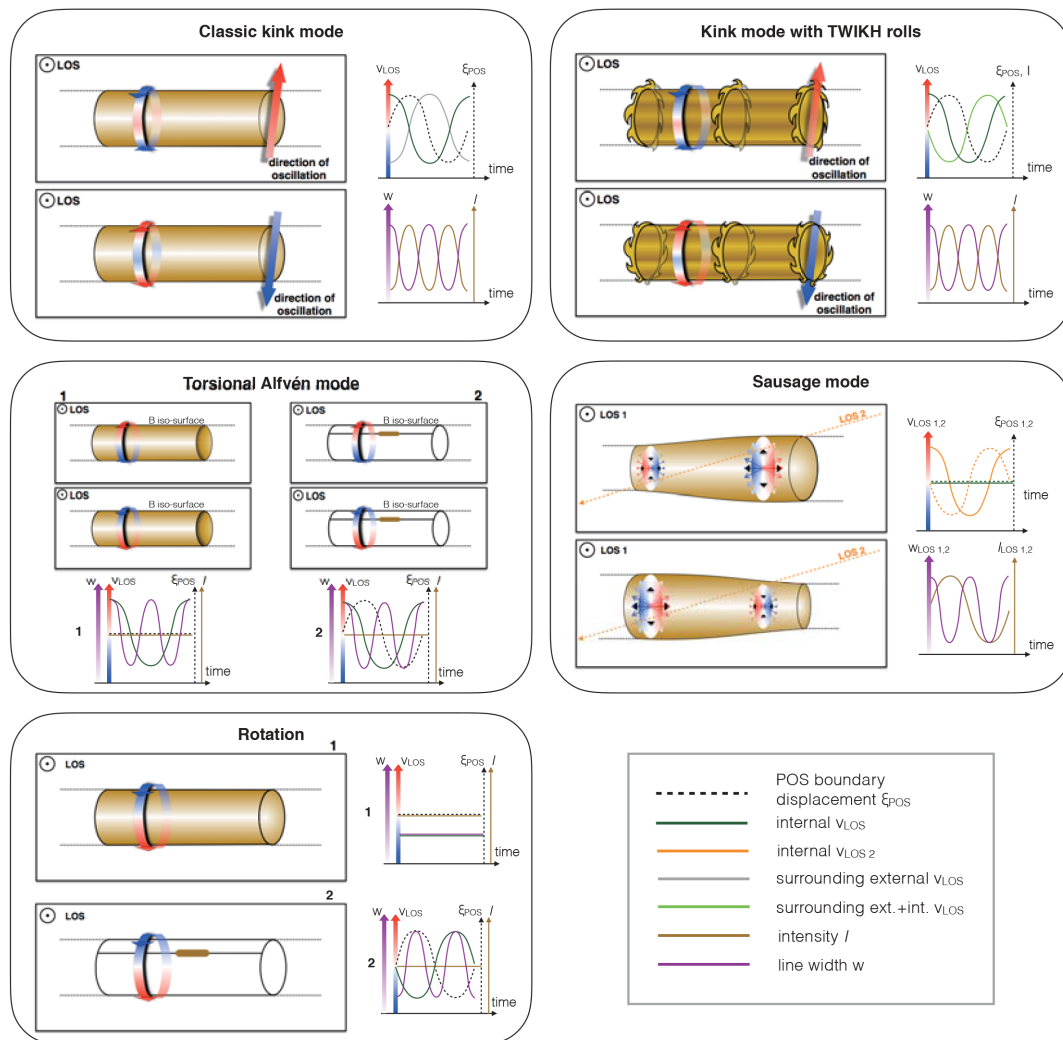 Classic kink mode
LOS
direction of
oscillation
LOS
direction of
oscillation
vLOS
ξPOS
time
w
I
time
Kink mode with TWIKH rolls
LOS
direction of
oscillation
LOS
direction of
oscillation
vLOS
ξPOS, I
time
w
I
time
Torsional Alfvén mode
1
LOS
B iso-surface
LOS
B iso-surface
2
LOS
B iso-surface
LOS
B iso-surface
w vLOS ξPOS I
1
time
w vLOS ξPOS I
2
time
Sausage mode
LOS 1
LOS 2
LOS 1
LOS 2
vLOS 1,2
ξPOS 1,2
time
wLOS 1,2
ILOS 1,2
time
Rotation
1
LOS
2
LOS
w vLOS ξPOS I
1
time
w vLOS ξPOS I
2
time
POS boundary
displacement ξPOS
internal vLOS
internal vLOS 2
surrounding external vLOS
surrounding ext.+int. vLOS
intensity I
line width w